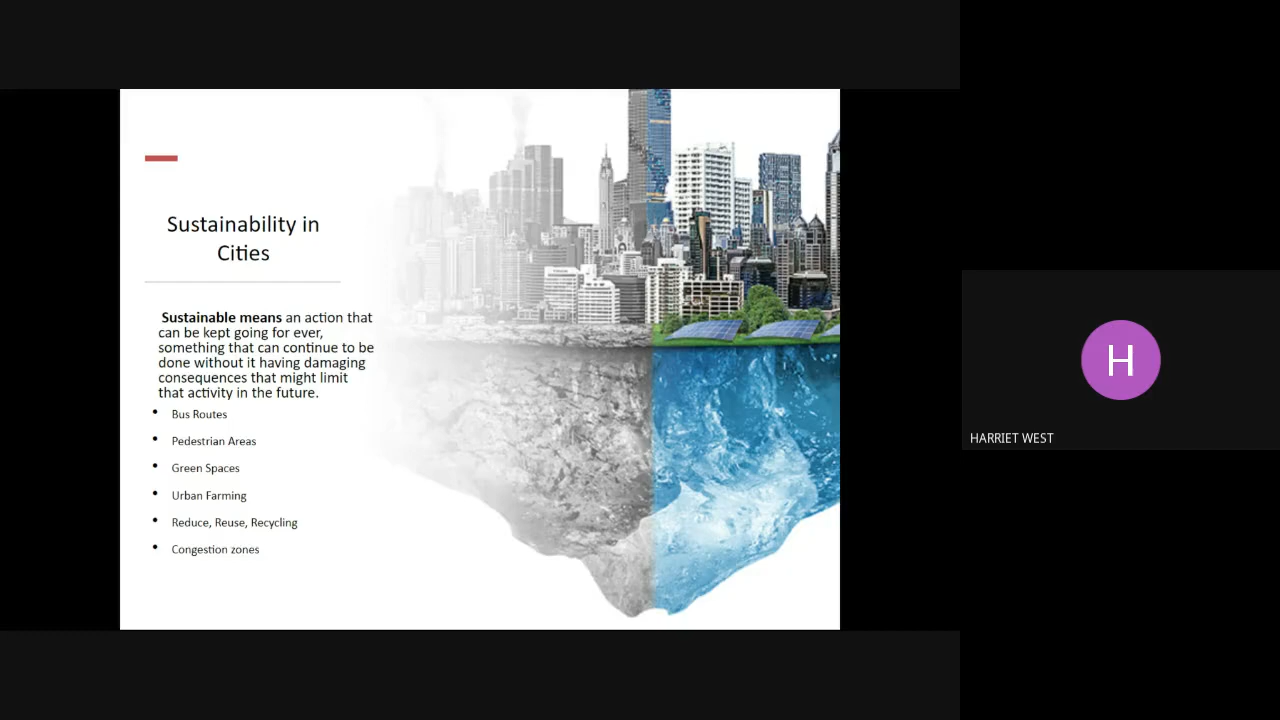 Sustainability in
Cities
Sustainable means an action that
can be kept going for ever,
something that can continue to be
done without it having damaging
consequences that might limit
that activity in the future.
• Bus Routes
• Pedestrian Areas
• Green Spaces
• Urban Farming
• Reduce, Reuse, Recycling
• Congestion zones
H
HARRIET WEST